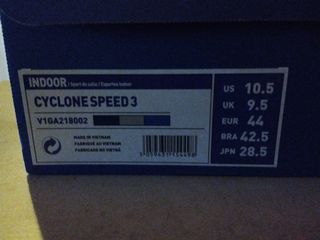 INDOOR / Sport de salle / Esportes indoor
CYCLONE SPEED 3
V1GA218002
MADE IN VIETNAM
FABRIQUÉ AU VIETNAM
FABRICADO NO VIETNÃ
US 10.5
UK 9.5
EUR 44
BRA 42.5
JPN 28.5